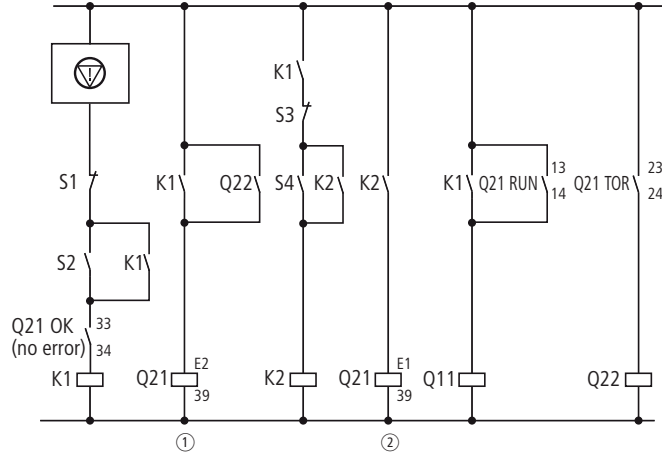 K1
S3
S1
K1
Q22
S4
K2
K2
K1
Q21 RUN
13
14
Q21 TOR
23
24
S2
K1
Q21 OK
(no error)
33
34
K1
Q21
E2
39
K2
Q21
E1
39
Q11
Q22
①
②